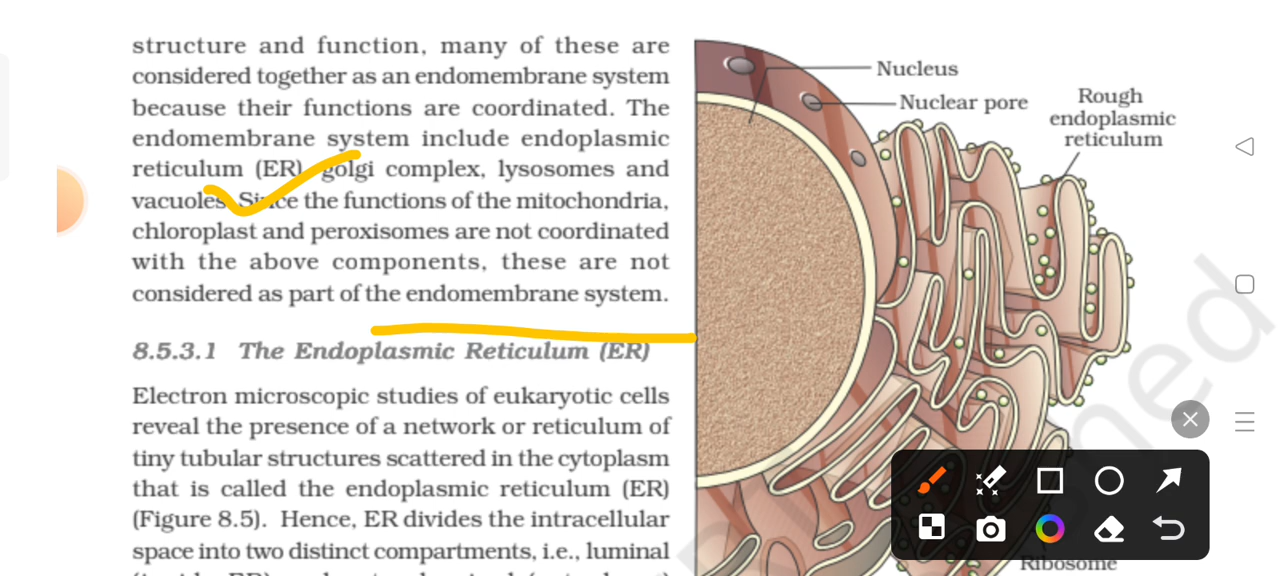 structure and function, many of these are
considered together as an endomembrane system
because their functions are coordinated. The
endomembrane system include endoplasmic
reticulum (ER), golgi complex, lysosomes and
vacuoles. Since the functions of the mitochondria,
chloroplast and peroxisomes are not coordinated
with the above components, these are not
considered as part of the endomembrane system.
8.5.3.1 The Endoplasmic Reticulum (ER)
Electron microscopic studies of eukaryotic cells
reveal the presence of a network or reticulum of
tiny tubular structures scattered in the cytoplasm
that is called the endoplasmic reticulum (ER)
(Figure 8.5). Hence, ER divides the intracellular
space into two distinct compartments, i.e., luminal
Nucleus
Nuclear pore
Rough
endoplasmic
reticulum
Ribosome